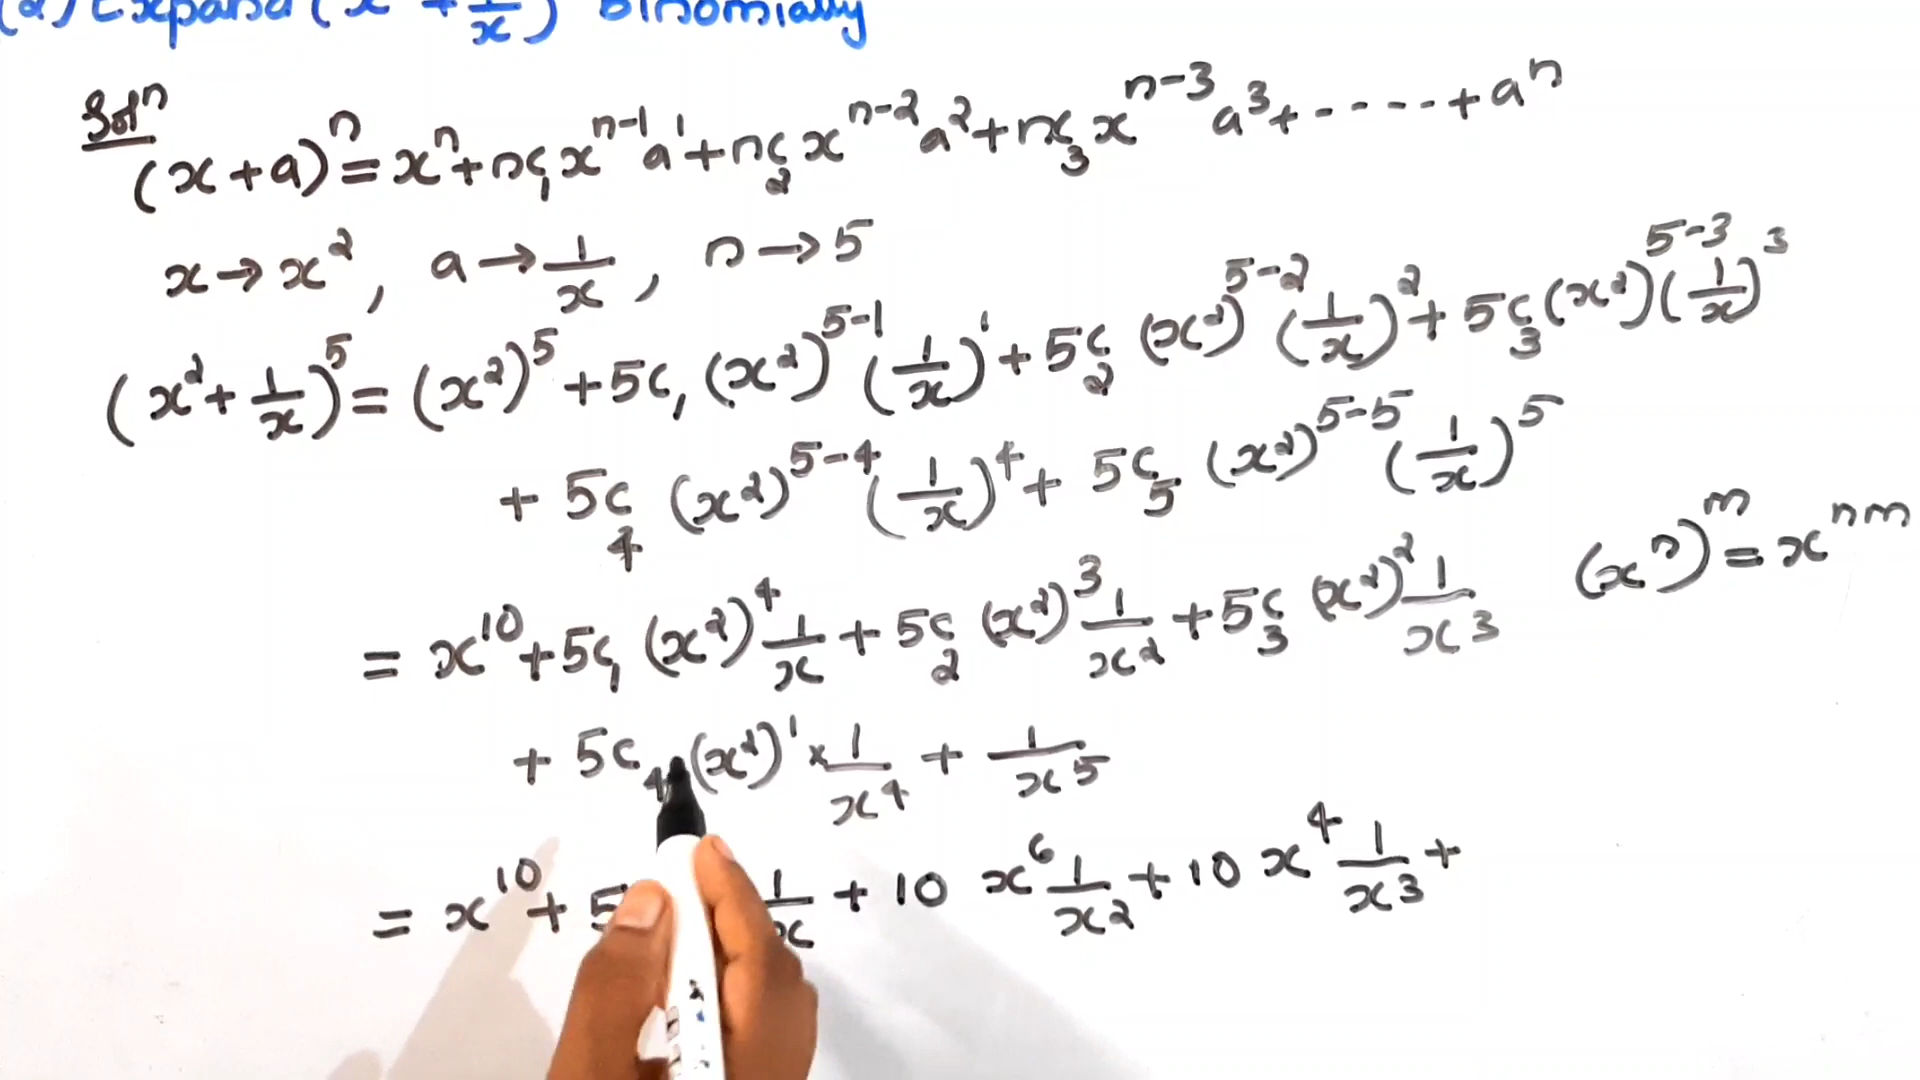 (2) Expand (x² + 1/x) Binomially
Solⁿ
(x+a)ⁿ = xⁿ + nc₁ xⁿ⁻¹ a¹ + nc₂ xⁿ⁻² a² + nc₃ xⁿ⁻³ a³ + ----- + aⁿ
x → x² , a → 1/x , n → 5
(x² + 1/x)⁵ = (x²)⁵ + 5c₁ (x²)⁵⁻¹ (1/x)¹ + 5c₂ (x²)⁵⁻² (1/x)² + 5c₃ (x²)⁵⁻³ (1/x)³
+ 5c₄ (x²)⁵⁻⁴ (1/x)⁴ + 5c₅ (x²)⁵⁻⁵ (1/x)⁵
(xⁿ)ᵐ = xⁿᵐ
= x¹⁰ + 5c₁ (x²)⁴ 1/x + 5c₂ (x²)³ 1/x² + 5c₃ (x²)² 1/x³
+ 5c₄ (x²)¹ × 1/x⁴ + 1/x⁵
= x¹⁰ + 5 1/x + 10 x⁶ 1/x² + 10 x⁴ 1/x³ +